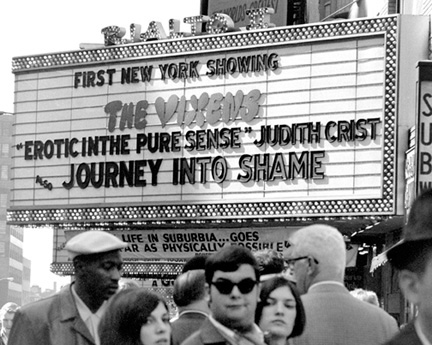 RIALTO
FIRST NEW YORK SHOWING
THE VIXENS
"EROTIC IN THE PURE SENSE" JUDITH CRIST
ALSO JOURNEY INTO SHAME
LIFE IN SUBURBIA...GOES
AR AS PHYSICALLY POSSIBLE"
S
U
B